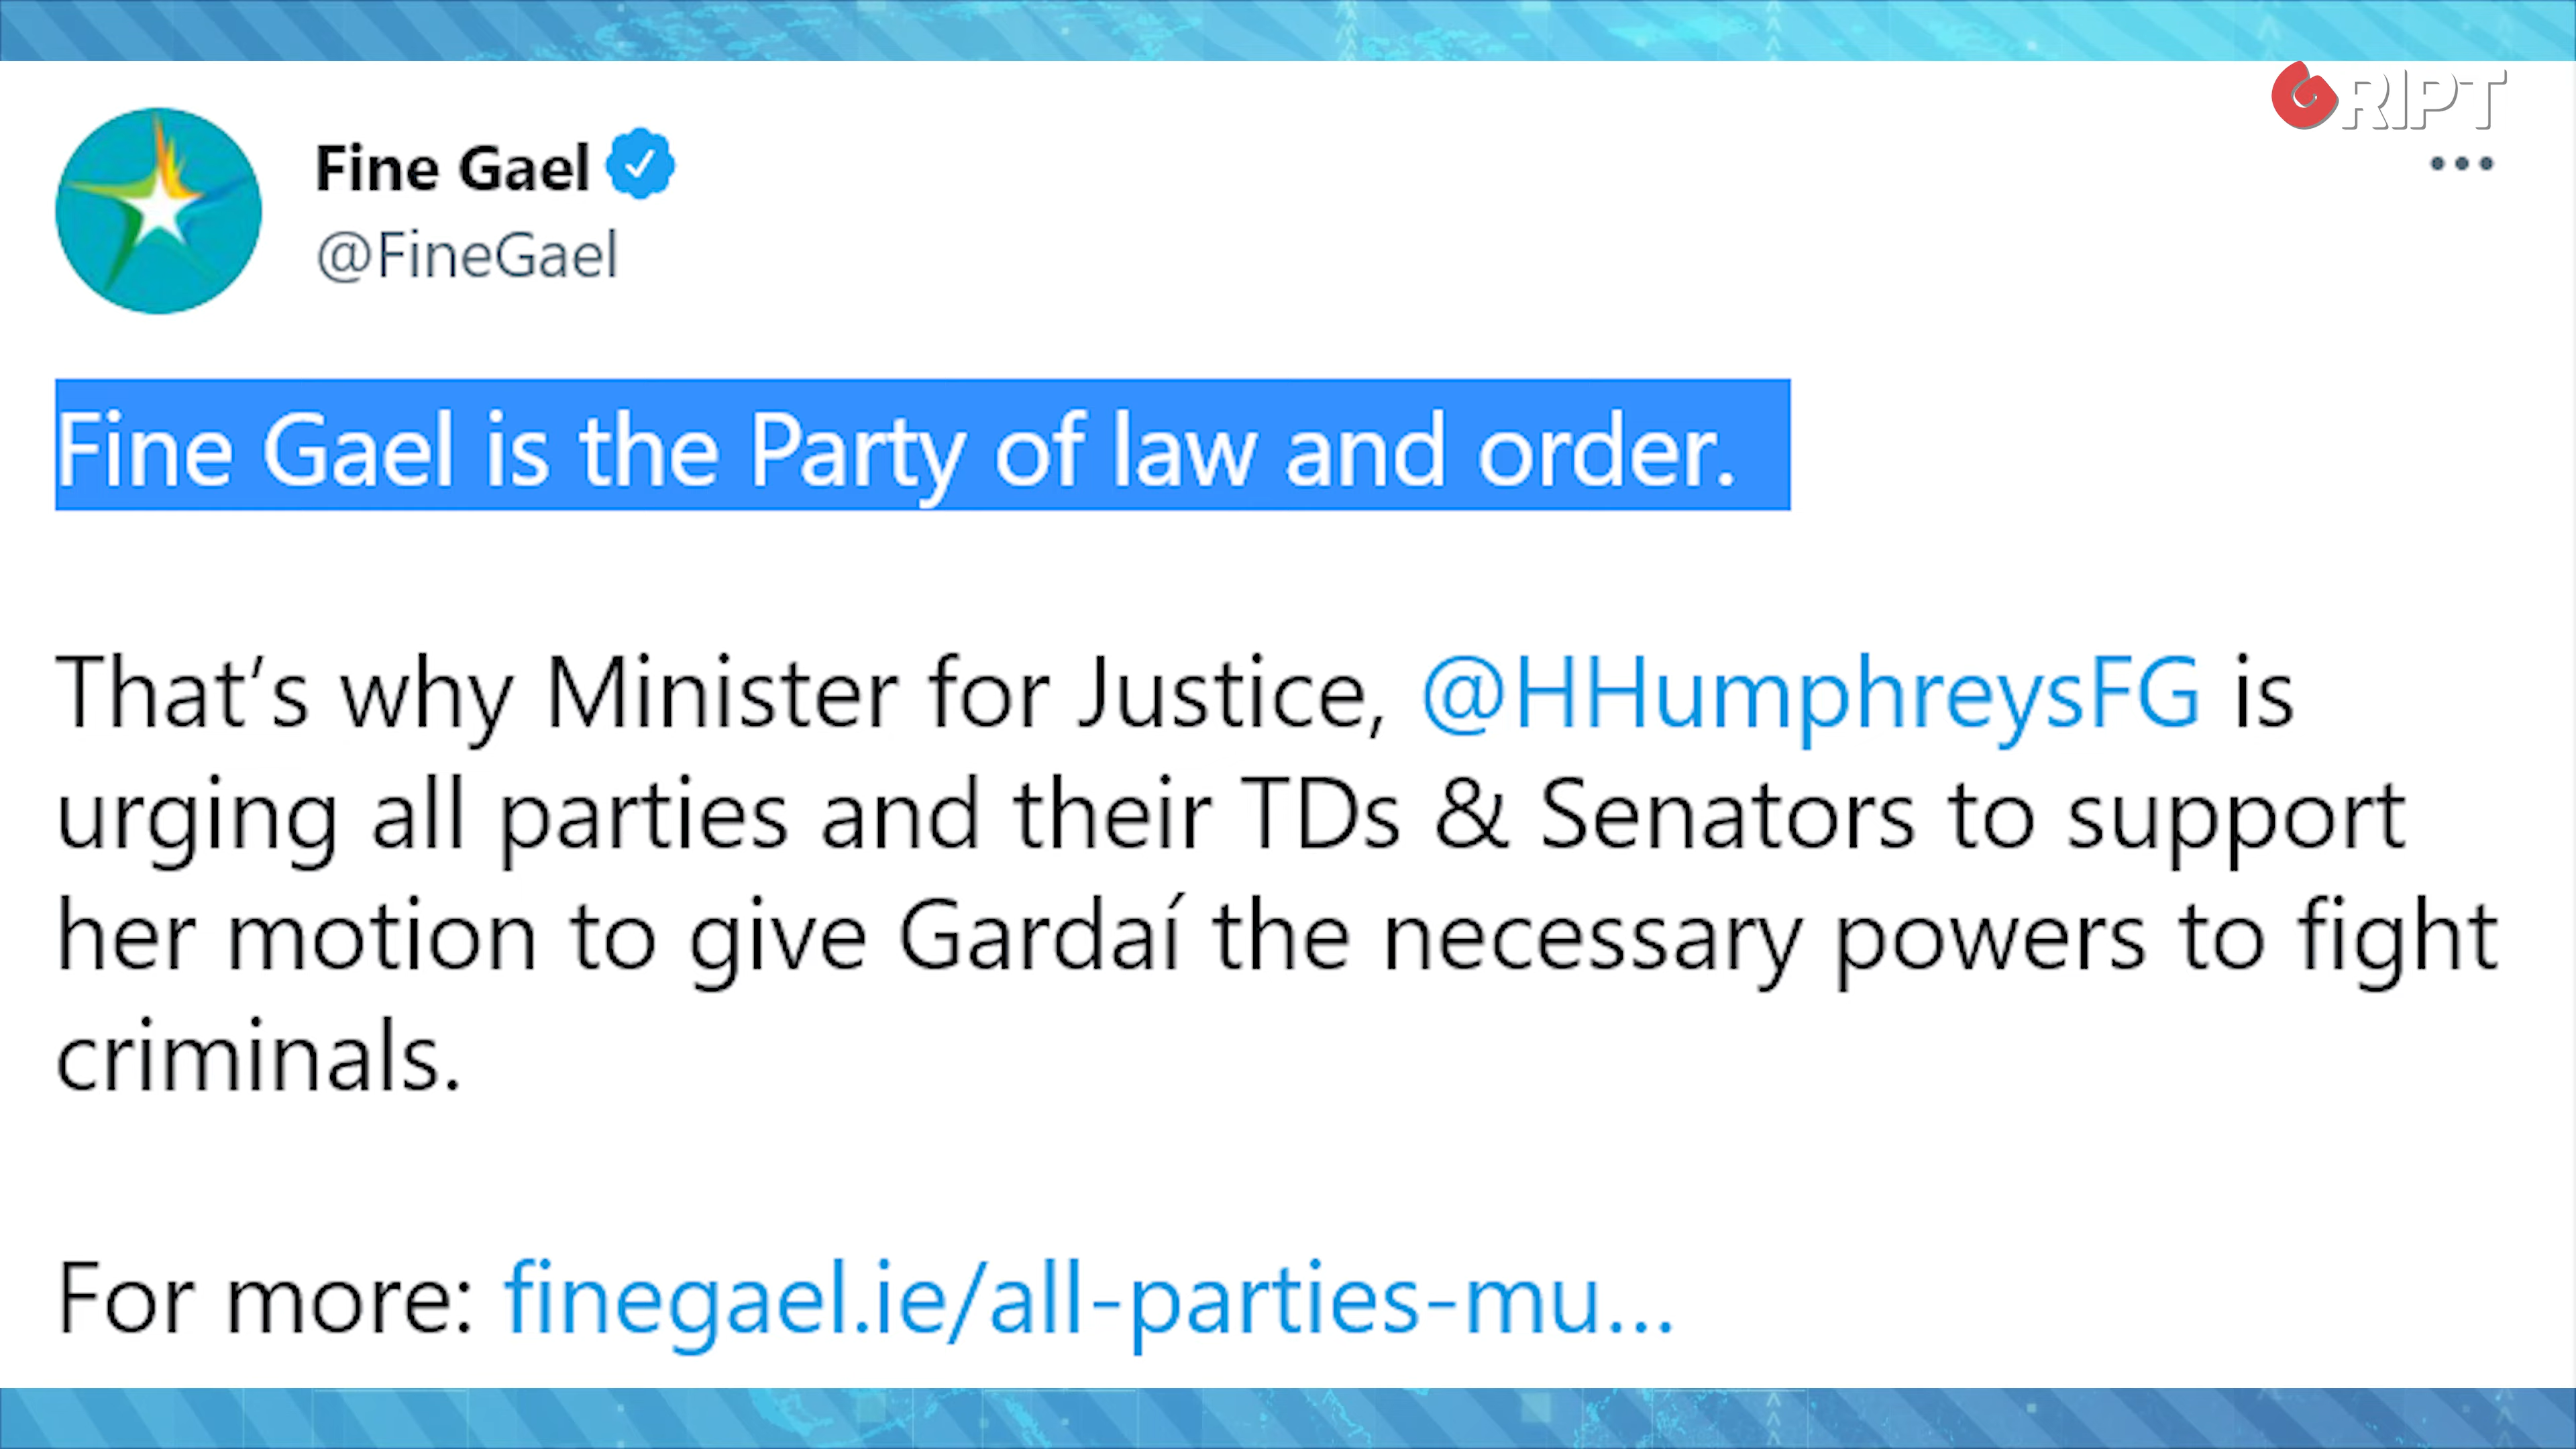 GRIPT
Fine Gael
@FineGael
Fine Gael is the Party of law and order.
That’s why Minister for Justice, @HHumphreysFG is
urging all parties and their TDs & Senators to support
her motion to give Gardaí the necessary powers to fight
criminals.
For more: finegael.ie/all-parties-mu...